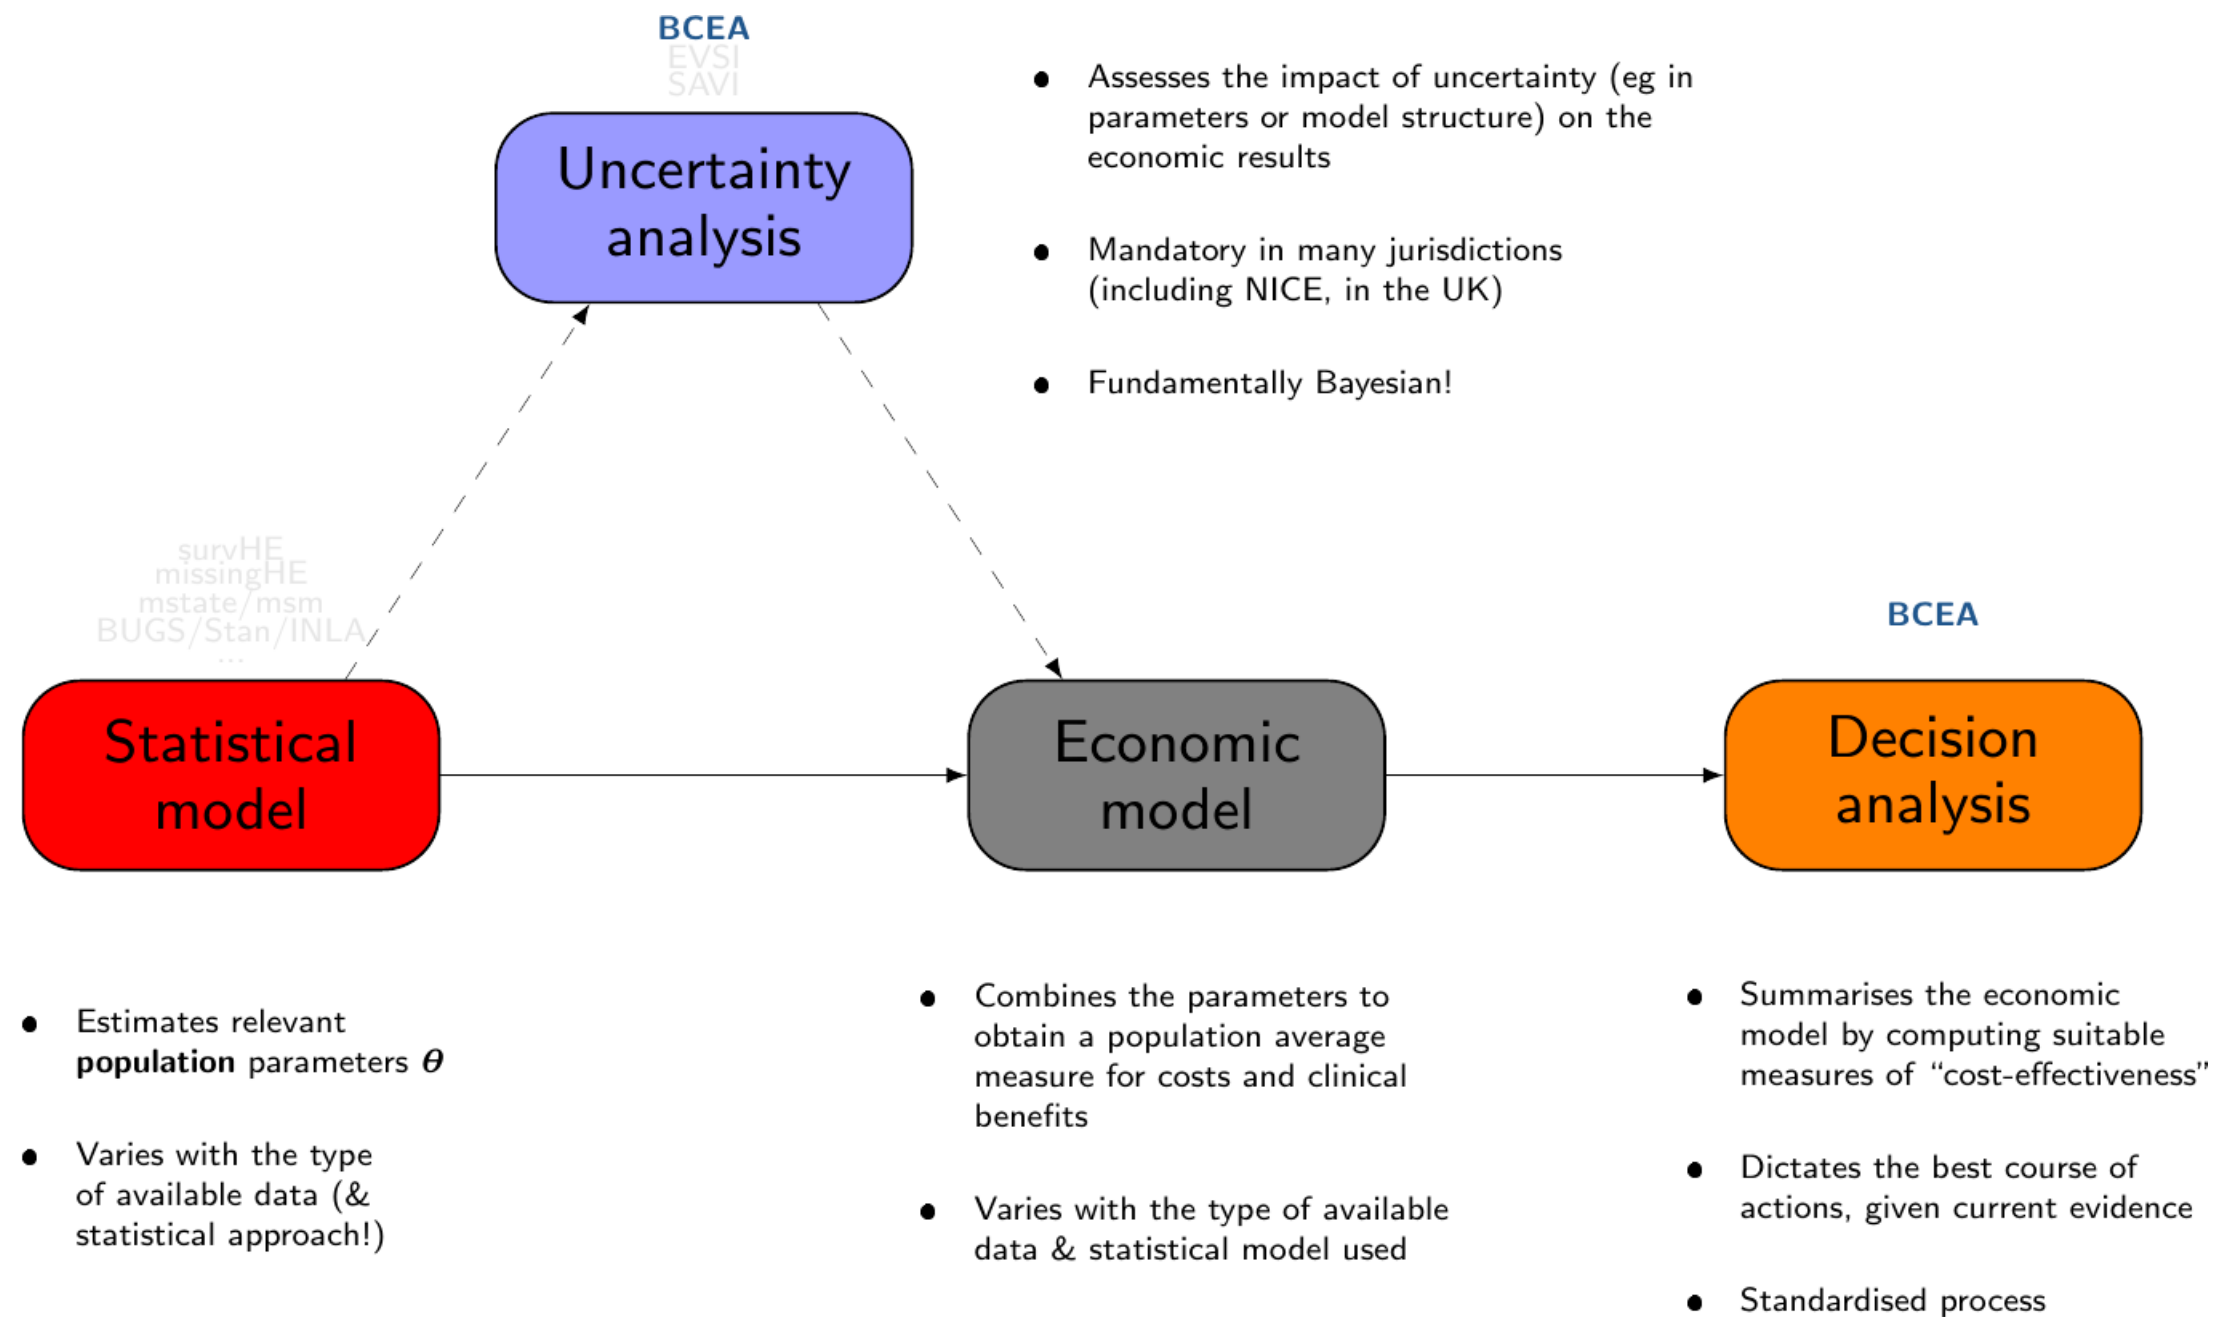 BCEA
EVSI
SAVI
Uncertainty
analysis
• Assesses the impact of uncertainty (eg in
parameters or model structure) on the
economic results
• Mandatory in many jurisdictions
(including NICE, in the UK)
• Fundamentally Bayesian!
survHE
missingHE
mstate/msm
BUGS/Stan/INLA
...
Statistical
model
• Estimates relevant
population parameters θ
• Varies with the type
of available data (&
statistical approach!)
Economic
model
• Combines the parameters to
obtain a population average
measure for costs and clinical
benefits
• Varies with the type of available
data & statistical model used
BCEA
Decision
analysis
• Summarises the economic
model by computing suitable
measures of “cost-effectiveness”
• Dictates the best course of
actions, given current evidence
• Standardised process